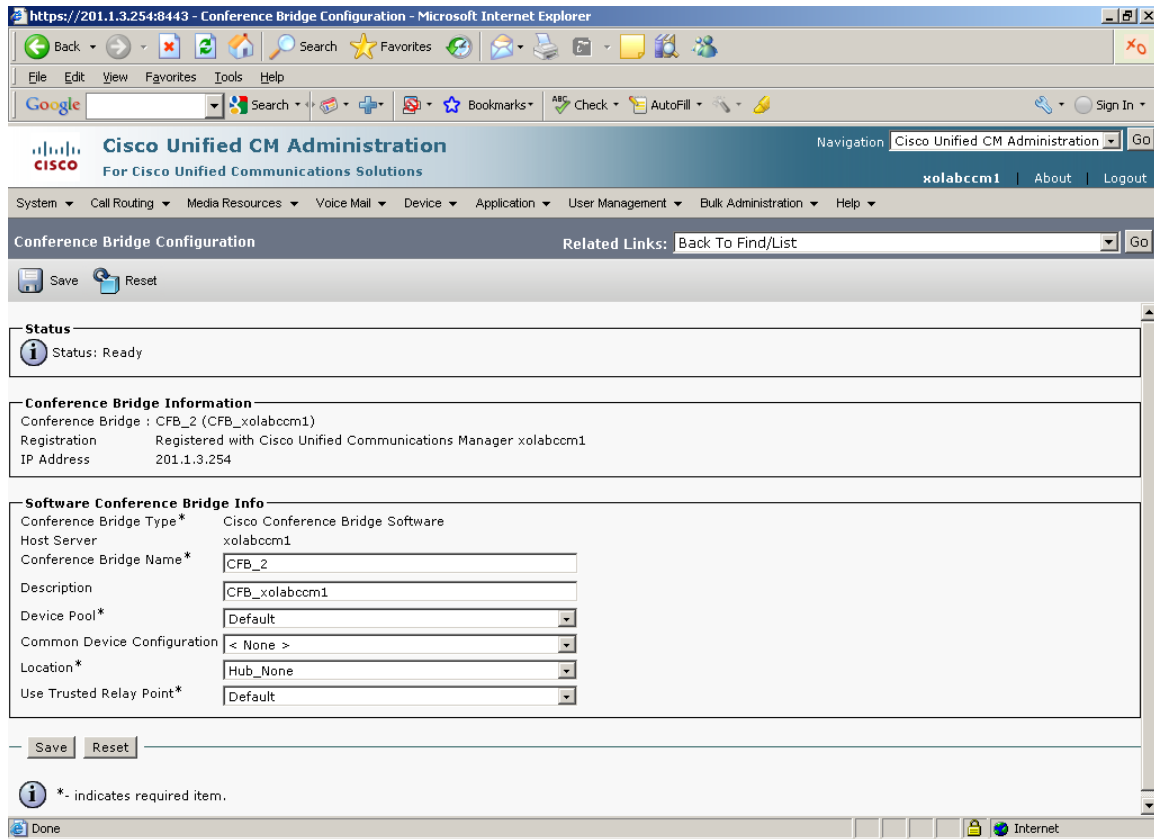 https://201.1.3.254:8443 - Conference Bridge Configuration - Microsoft Internet Explorer
Back Search Favorites
File Edit View Favorites Tools Help
Google Search Bookmarks ABC Check AutoFill Sign In
CISCO
Cisco Unified CM Administration
For Cisco Unified Communications Solutions
Navigation Cisco Unified CM Administration Go
xolabccm1 | About | Logout
System Call Routing Media Resources Voice Mail Device Application User Management Bulk Administration Help
Conference Bridge Configuration Related Links: Back To Find/List Go
Save Reset
Status
Status: Ready
Conference Bridge Information
Conference Bridge : CFB_2 (CFB_xolabccm1)
Registration Registered with Cisco Unified Communications Manager xolabccm1
IP Address 201.1.3.254
Software Conference Bridge Info
Conference Bridge Type* Cisco Conference Bridge Software
Host Server xolabccm1
Conference Bridge Name* CFB_2
Description CFB_xolabccm1
Device Pool* Default
Common Device Configuration < None >
Location* Hub_None
Use Trusted Relay Point* Default
Save Reset
*- indicates required item.
Done Internet